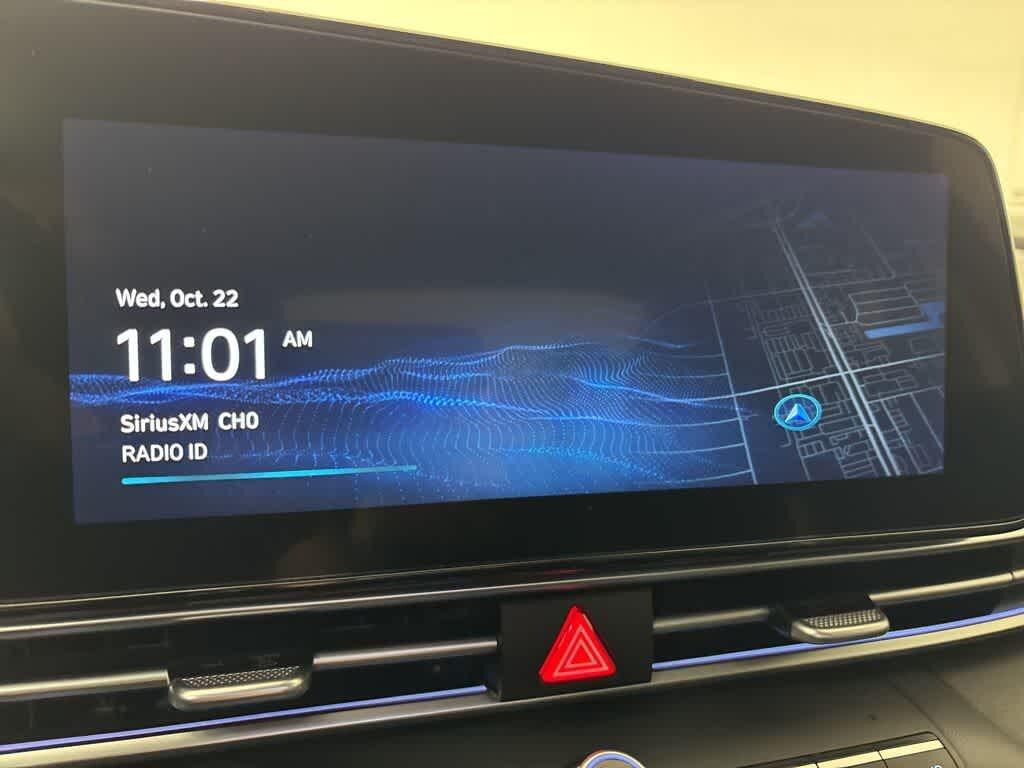 Wed, Oct. 22
11:01 AM
SiriusXM CH0
RADIO ID